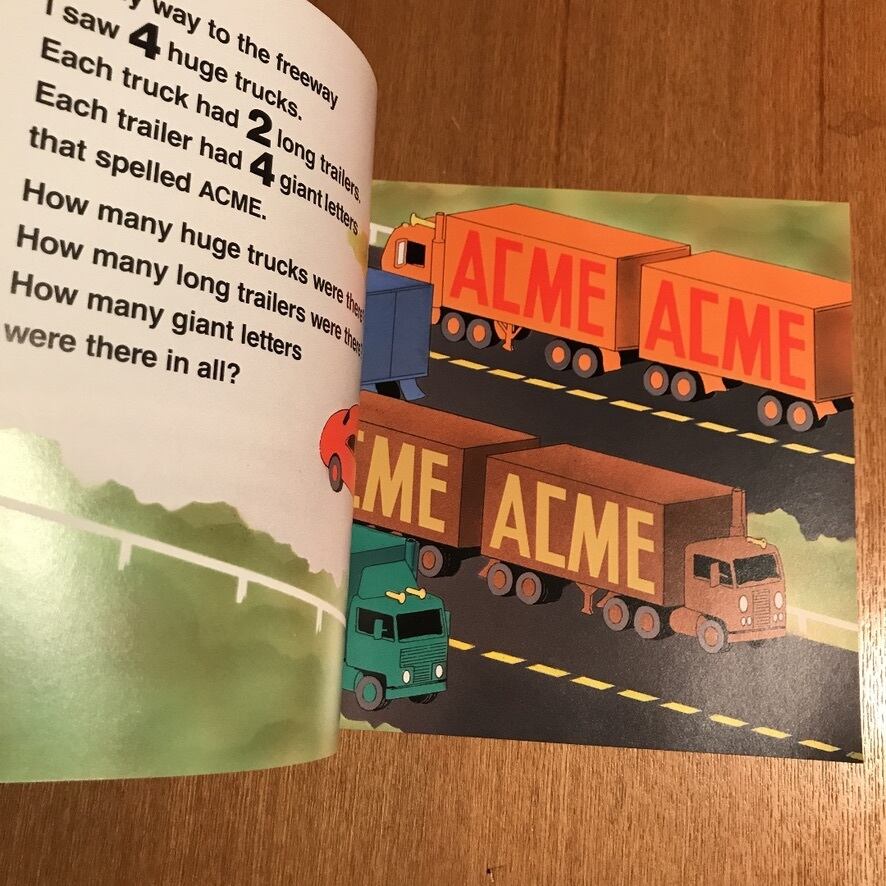 way to the freeway
I saw 4 huge trucks.
Each truck had 2 long trailers.
Each trailer had 4 giant letters
that spelled ACME.
How many huge trucks were there
How many long trailers were there
How many giant letters
were there in all?
ACME
ACME
ACME